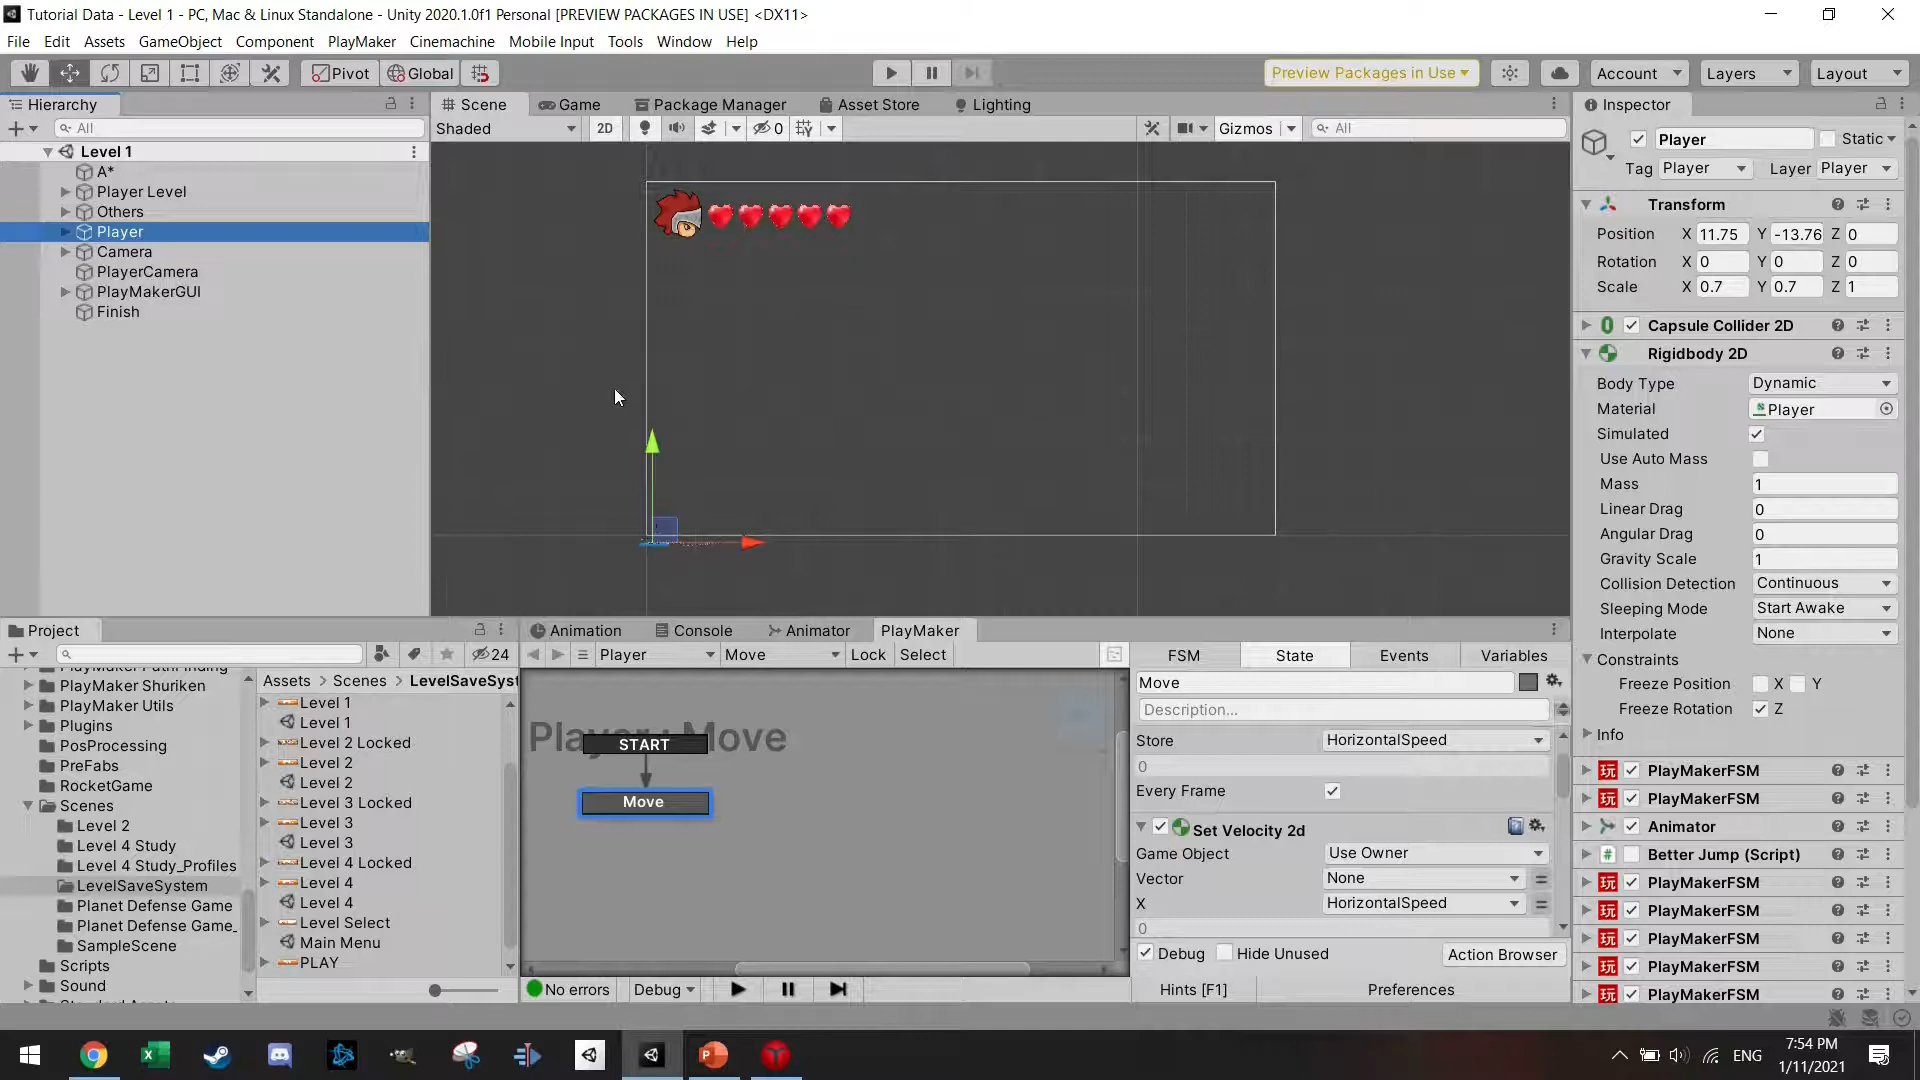 Tutorial Data - Level 1 - PC, Mac & Linux Standalone - Unity 2020.1.0f1 Personal [PREVIEW PACKAGES IN USE] <DX11>
File Edit Assets GameObject Component PlayMaker Cinemachine Mobile Input Tools Window Help
Pivot Global Preview Packages in Use Account Layers Layout
Hierarchy Scene Game Package Manager Asset Store Lighting Inspector
All Shaded 2D 0 Gizmos All
Player Static
Tag Player Layer Player
Level 1
A*
Player Level
Others
Player
Camera
PlayerCamera
PlayMakerGUI
Finish
Transform
Position X 11.75 Y -13.76 Z 0
Rotation X 0 Y 0 Z 0
Scale X 0.7 Y 0.7 Z 1
Capsule Collider 2D
Rigidbody 2D
Body Type Dynamic
Material Player
Simulated
Use Auto Mass
Mass 1
Linear Drag 0
Angular Drag 0
Gravity Scale 1
Collision Detection Continuous
Sleeping Mode Start Awake
Interpolate None
Constraints
Freeze Position X Y
Freeze Rotation Z
Info
玩 PlayMakerFSM
玩 PlayMakerFSM
Animator
# Better Jump (Script)
玩 PlayMakerFSM
玩 PlayMakerFSM
玩 PlayMakerFSM
玩 PlayMakerFSM
玩 PlayMakerFSM
Project
24
PlayMaker PathFinding
PlayMaker Shuriken
PlayMaker Utils
Plugins
PosProcessing
PreFabs
RocketGame
Scenes
Level 2
Level 4 Study
Level 4 Study_Profiles
LevelSaveSystem
Planet Defense Game
Planet Defense Game_
SampleScene
Scripts
Sound
Assets > Scenes > LevelSaveSyst
Level 1
Level 1
Level 2 Locked
Level 2
Level 2
Level 3 Locked
Level 3
Level 3
Level 4 Locked
Level 4
Level 4
Level Select
Main Menu
PLAY
Animation Console Animator PlayMaker
Player Move Lock Select
Player : Move
START
Move
No errors Debug
FSM State Events Variables
Move
Description...
Store HorizontalSpeed
0
Every Frame
Set Velocity 2d
Game Object Use Owner
Vector None
X HorizontalSpeed
0
Debug Hide Unused Action Browser
Hints [F1] Preferences
ENG 7:54 PM
1/11/2021